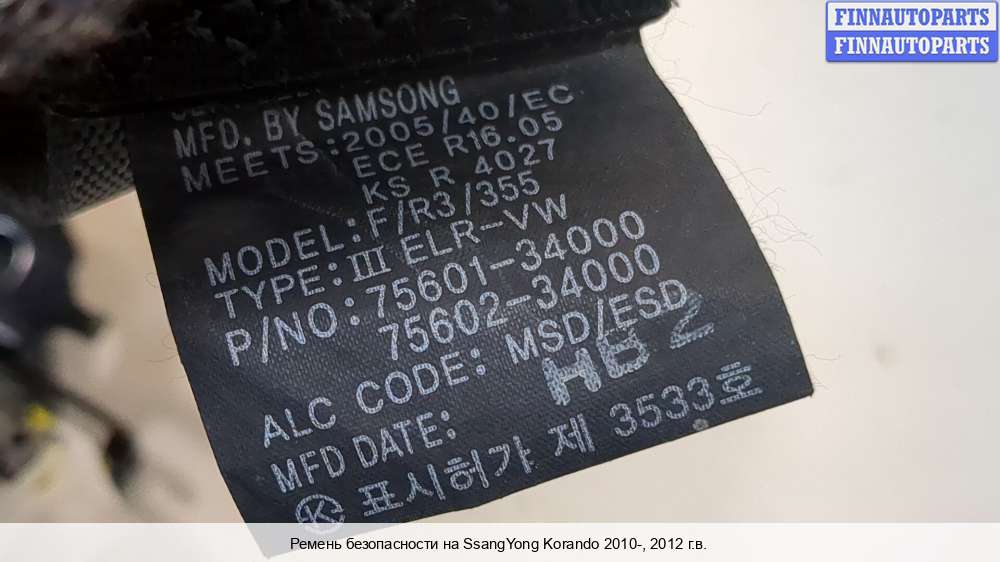 FINNAUTOPARTS
FINNAUTOPARTS
MFD. BY SAMSONG
MEETS:2005/40/EC
ECE R16.05
KS R 4027
MODEL:F/R3/355
TYPE:III ELR-VW
P/NO:75601-34000
75602-34000
ALC CODE: MSD/ESD
MFD DATE: HB2
Ⓚ 표시허가 제 3533호
Ремень безопасности на SsangYong Korando 2010-, 2012 г.в.